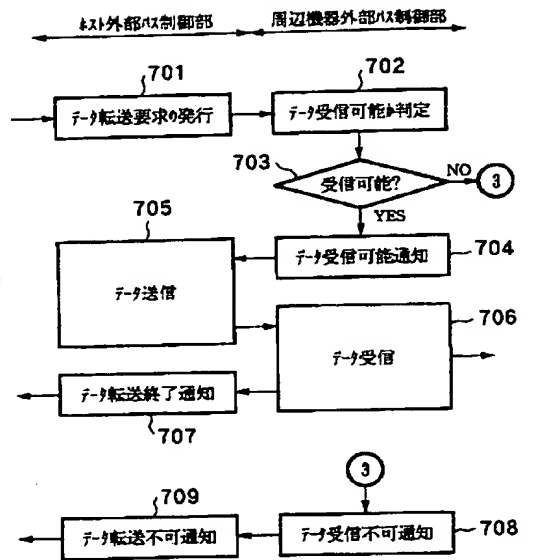 ホスト外部バス制御部 周辺機器外部バス制御部
701 702
データ転送要求の発行 データ受信可能か判定
703 受信可能? NO 3
YES
705
データ受信可能通知 704
データ送信
706
データ受信
データ転送終了通知
707
3
709
データ転送不可通知 データ受信不可通知 708